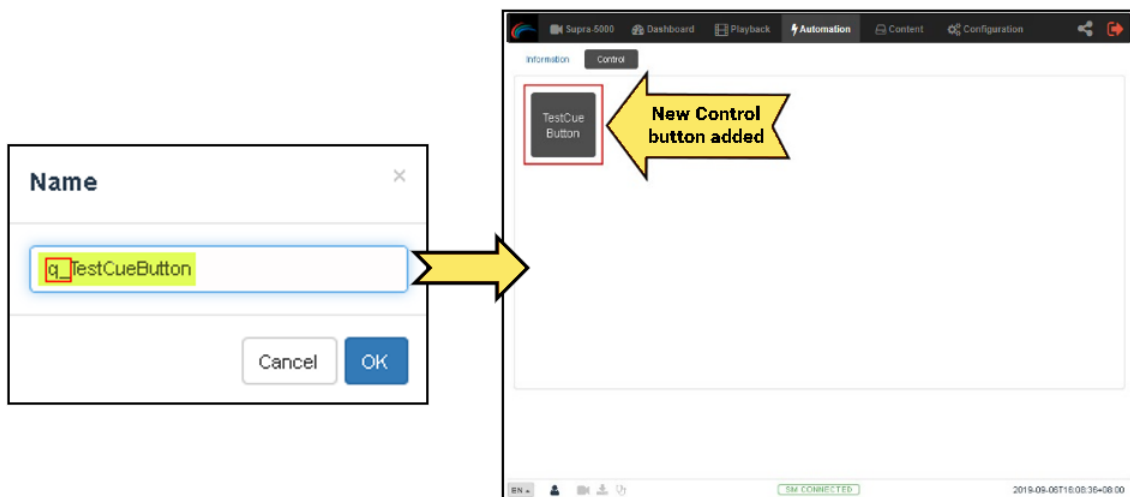 Name
×
q_TestCueButton
Cancel
OK
Supra-5000
Dashboard
Playback
Automation
Content
Configuration
Information
Control
TestCue
Button
New Control
button added
EN
SM CONNECTED
2019-09-06T16:08:36+08:00